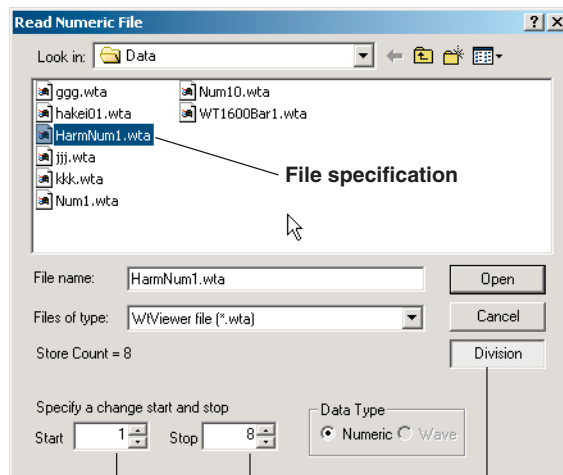 Read Numeric File
Look in: Data
ggg.wta
hakei01.wta
HarmNum1.wta
jjj.wta
kkk.wta
Num1.wta
Num10.wta
WT1600Bar1.wta
File specification
File name: HarmNum1.wta Open
Files of type: WtViewer file (*.wta) Cancel
Store Count = 8 Division
Specify a change start and stop
Start 1 Stop 8
Data Type
Numeric Wave